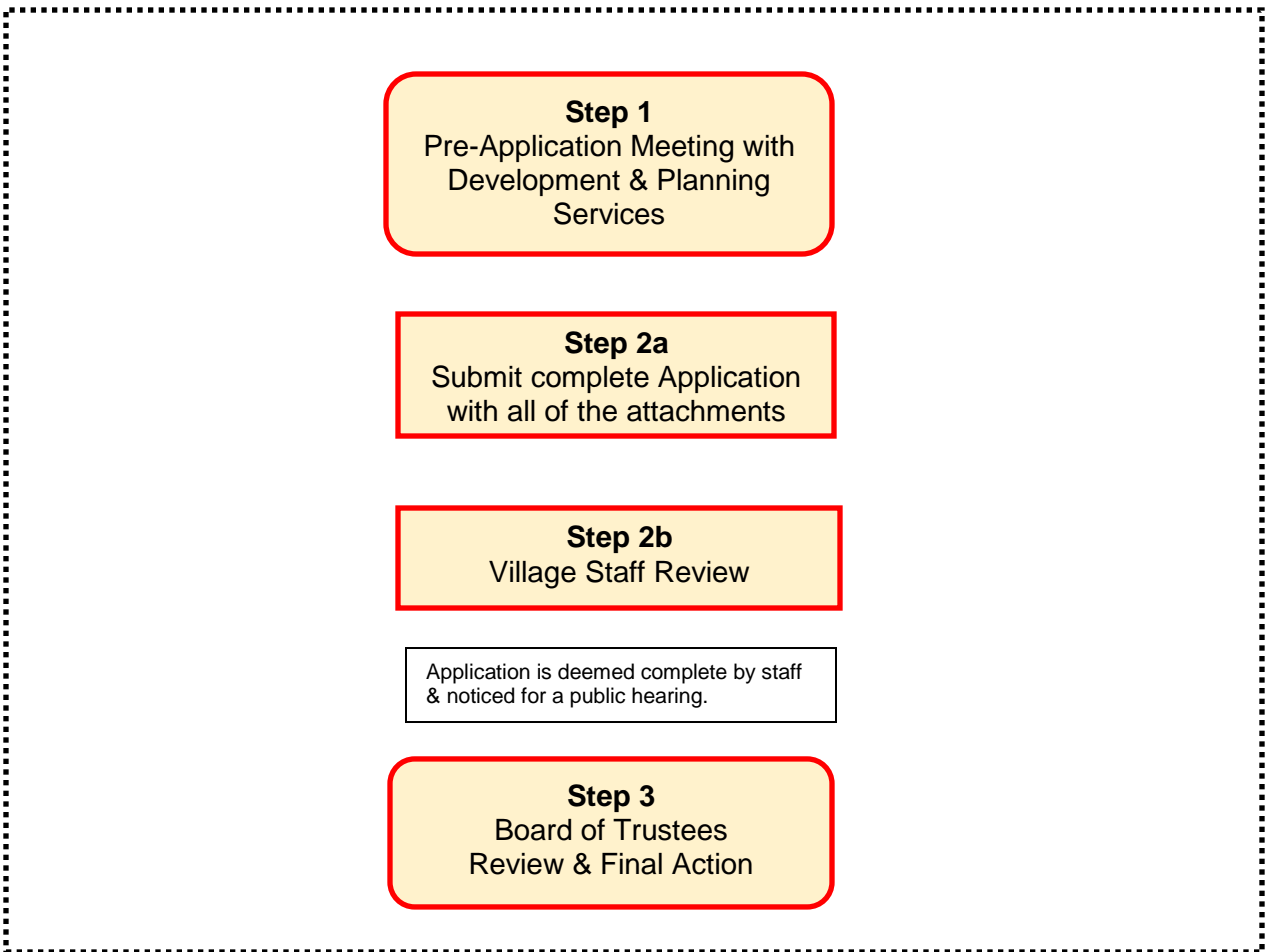 Step 1
Pre-Application Meeting with
Development & Planning
Services
Step 2a
Submit complete Application
with all of the attachments
Step 2b
Village Staff Review
Application is deemed complete by staff
& noticed for a public hearing.
Step 3
Board of Trustees
Review & Final Action